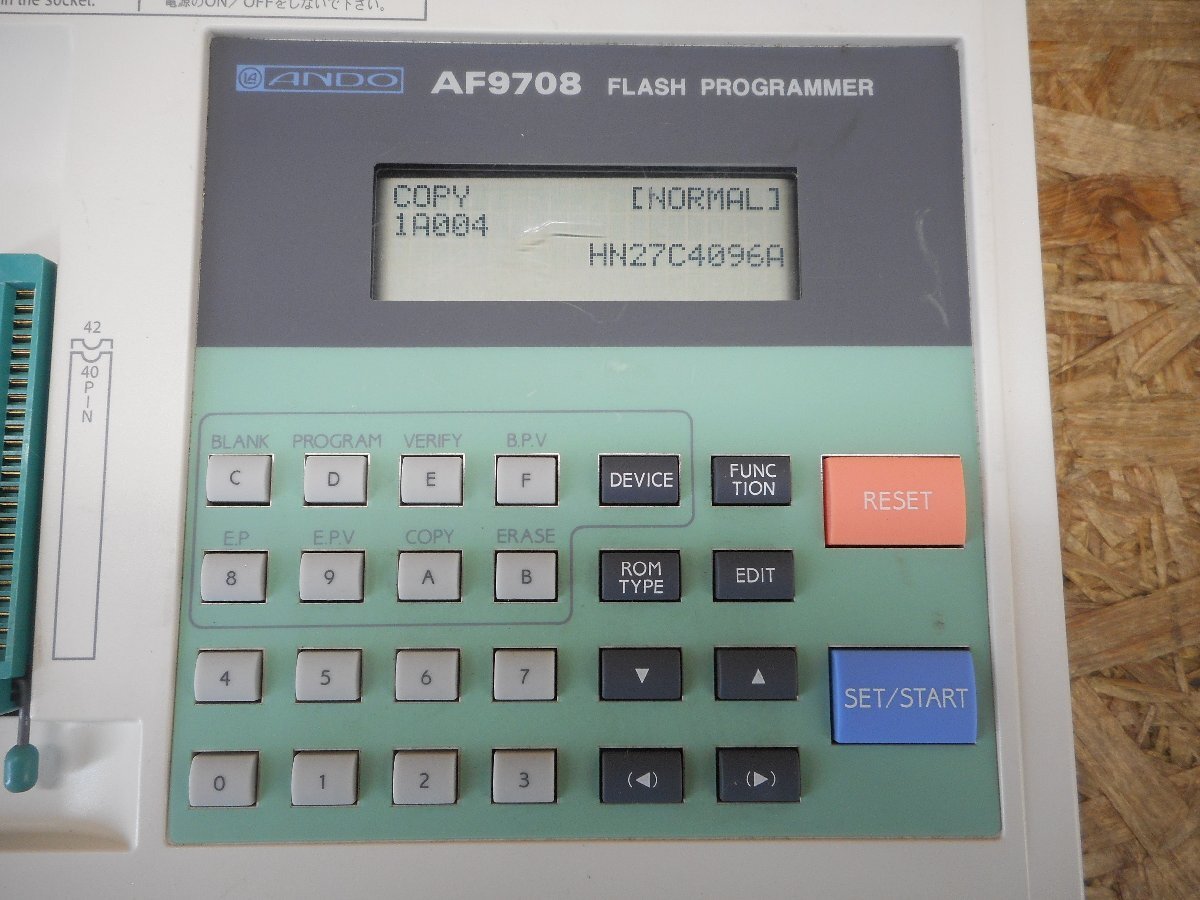 in the socket.
電源のON／OFFをしないで下さい。
ANDO AF9708 FLASH PROGRAMMER
COPY [NORMAL]
1A004
HN27C4096A
42
40
P
I
N
BLANK PROGRAM VERIFY B.P.V
C D E F DEVICE FUNC
TION RESET
E.P E.P.V COPY ERASE
8 9 A B ROM
TYPE EDIT
4 5 6 7 ▼ ▲ SET/START
0 1 2 3 (◀) (▶)